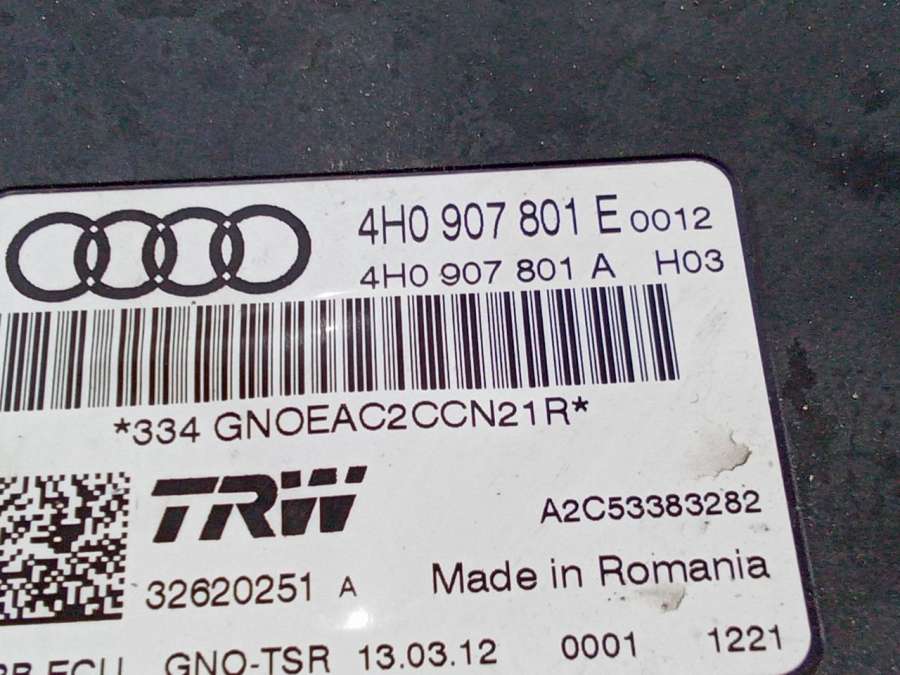 4H0 907 801 E 0012
4H0 907 801 A H03
*334 GNOEAC2CCN21R*
TRW
A2C53383282
32620251 A
Made in Romania
ECU GNO-TSR 13.03.12 0001 1221